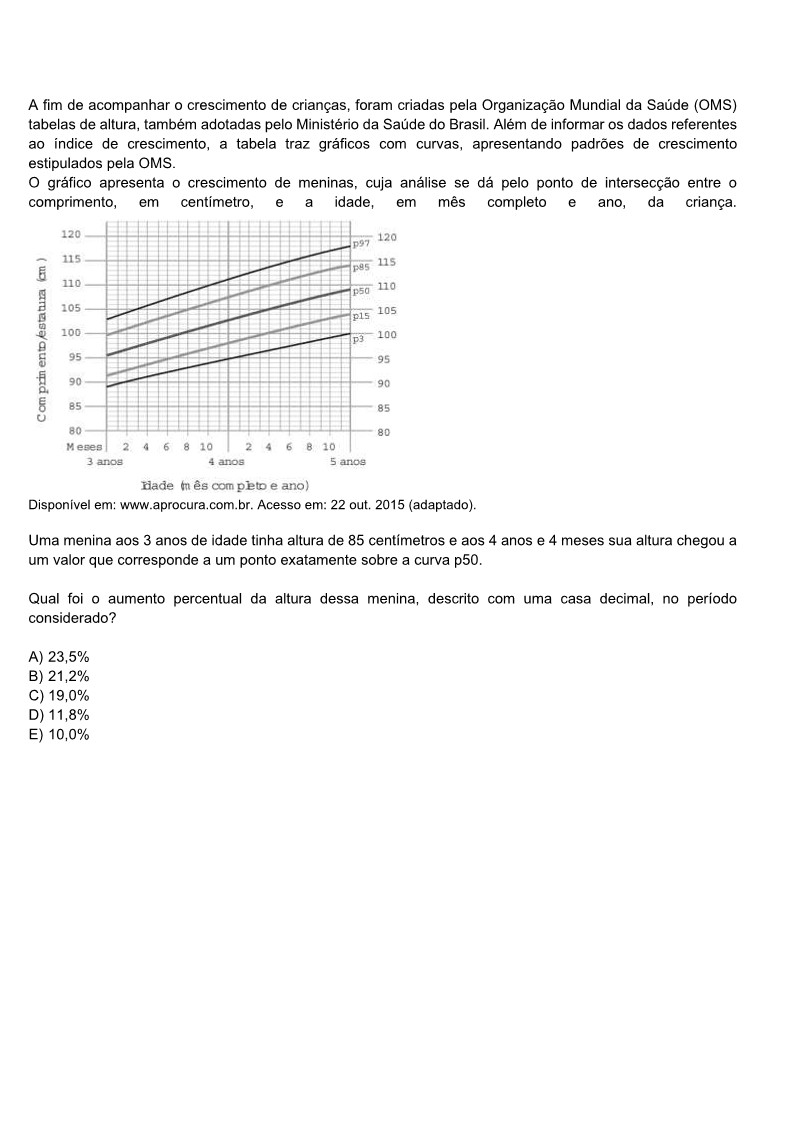 A fim de acompanhar o crescimento de crianças, foram criadas pela Organização Mundial da Saúde (OMS)
tabelas de altura, também adotadas pelo Ministério da Saúde do Brasil. Além de informar os dados referentes
ao índice de crescimento, a tabela traz gráficos com curvas, apresentando padrões de crescimento
estipulados pela OMS.
O gráfico apresenta o crescimento de meninas, cuja análise se dá pelo ponto de intersecção entre o
comprimento, em centímetro, e a idade, em mês completo e ano, da criança.
Comprimento/estatura (cm)
120 p97 120
115 p85 115
110 p50 110
105 p15 105
100 p3 100
95 95
90 90
85 85
80 80
Meses 2 4 6 8 10 2 4 6 8 10
3 anos 4 anos 5 anos
Idade (mês completo e ano)
Disponível em: www.aprocura.com.br. Acesso em: 22 out. 2015 (adaptado).
Uma menina aos 3 anos de idade tinha altura de 85 centímetros e aos 4 anos e 4 meses sua altura chegou a
um valor que corresponde a um ponto exatamente sobre a curva p50.
Qual foi o aumento percentual da altura dessa menina, descrito com uma casa decimal, no período
considerado?
A) 23,5%
B) 21,2%
C) 19,0%
D) 11,8%
E) 10,0%